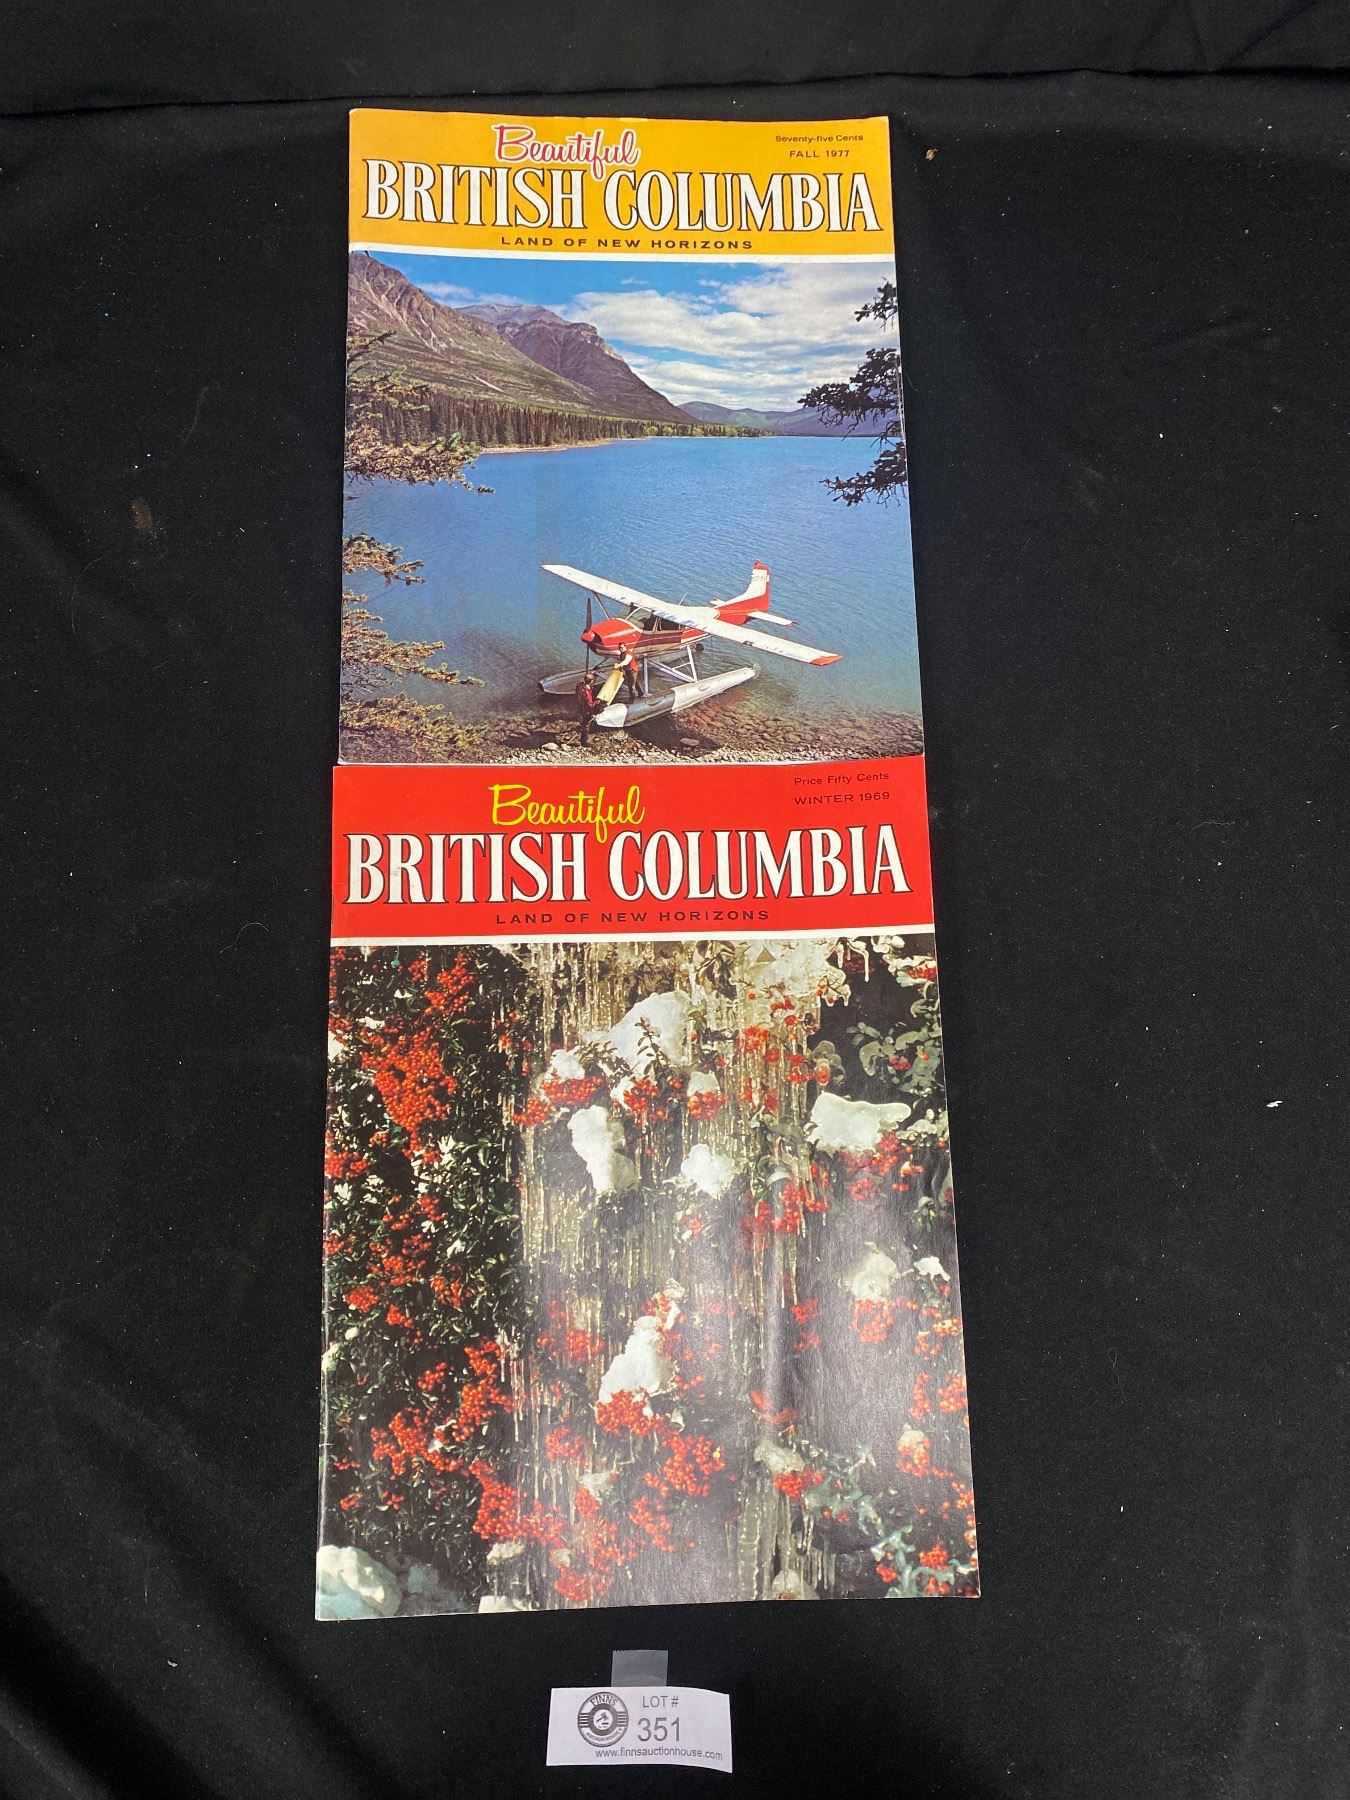 Beautiful
Seventy-five Cents
FALL 1977
BRITISH COLUMBIA
LAND OF NEW HORIZONS
Beautiful
Price Fifty Cents
WINTER 1969
BRITISH COLUMBIA
LAND OF NEW HORIZONS
FINNS
LOT #
351
www.finnsauctionhouse.com